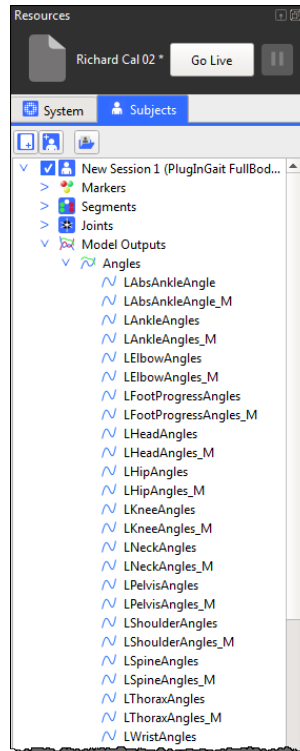 Resources
Richard Cal 02 *
Go Live
System
Subjects
New Session 1 (PlugInGait FullBod...
Markers
Segments
Joints
Model Outputs
Angles
LAbsAnkleAngle
LAbsAnkleAngle_M
LAnkleAngles
LAnkleAngles_M
LElbowAngles
LElbowAngles_M
LFootProgressAngles
LFootProgressAngles_M
LHeadAngles
LHeadAngles_M
LHipAngles
LHipAngles_M
LKneeAngles
LKneeAngles_M
LNeckAngles
LNeckAngles_M
LPelvisAngles
LPelvisAngles_M
LShoulderAngles
LShoulderAngles_M
LSpineAngles
LSpineAngles_M
LThoraxAngles
LThoraxAngles_M
LWristAngles